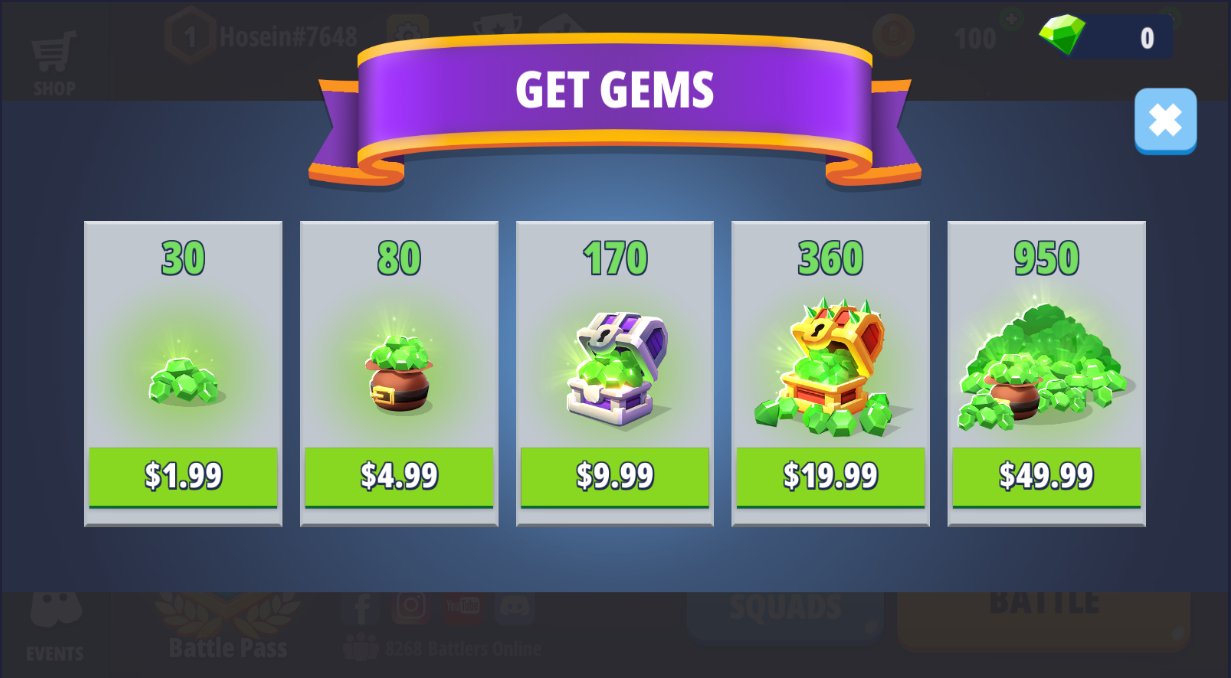 1
Hosein#7648
100
0
SHOP
GET GEMS
30
80
170
360
950
$1.99
$4.99
$9.99
$19.99
$49.99
SQUADS
BATTLE
EVENTS
Battle Pass
8268 Battlers Online